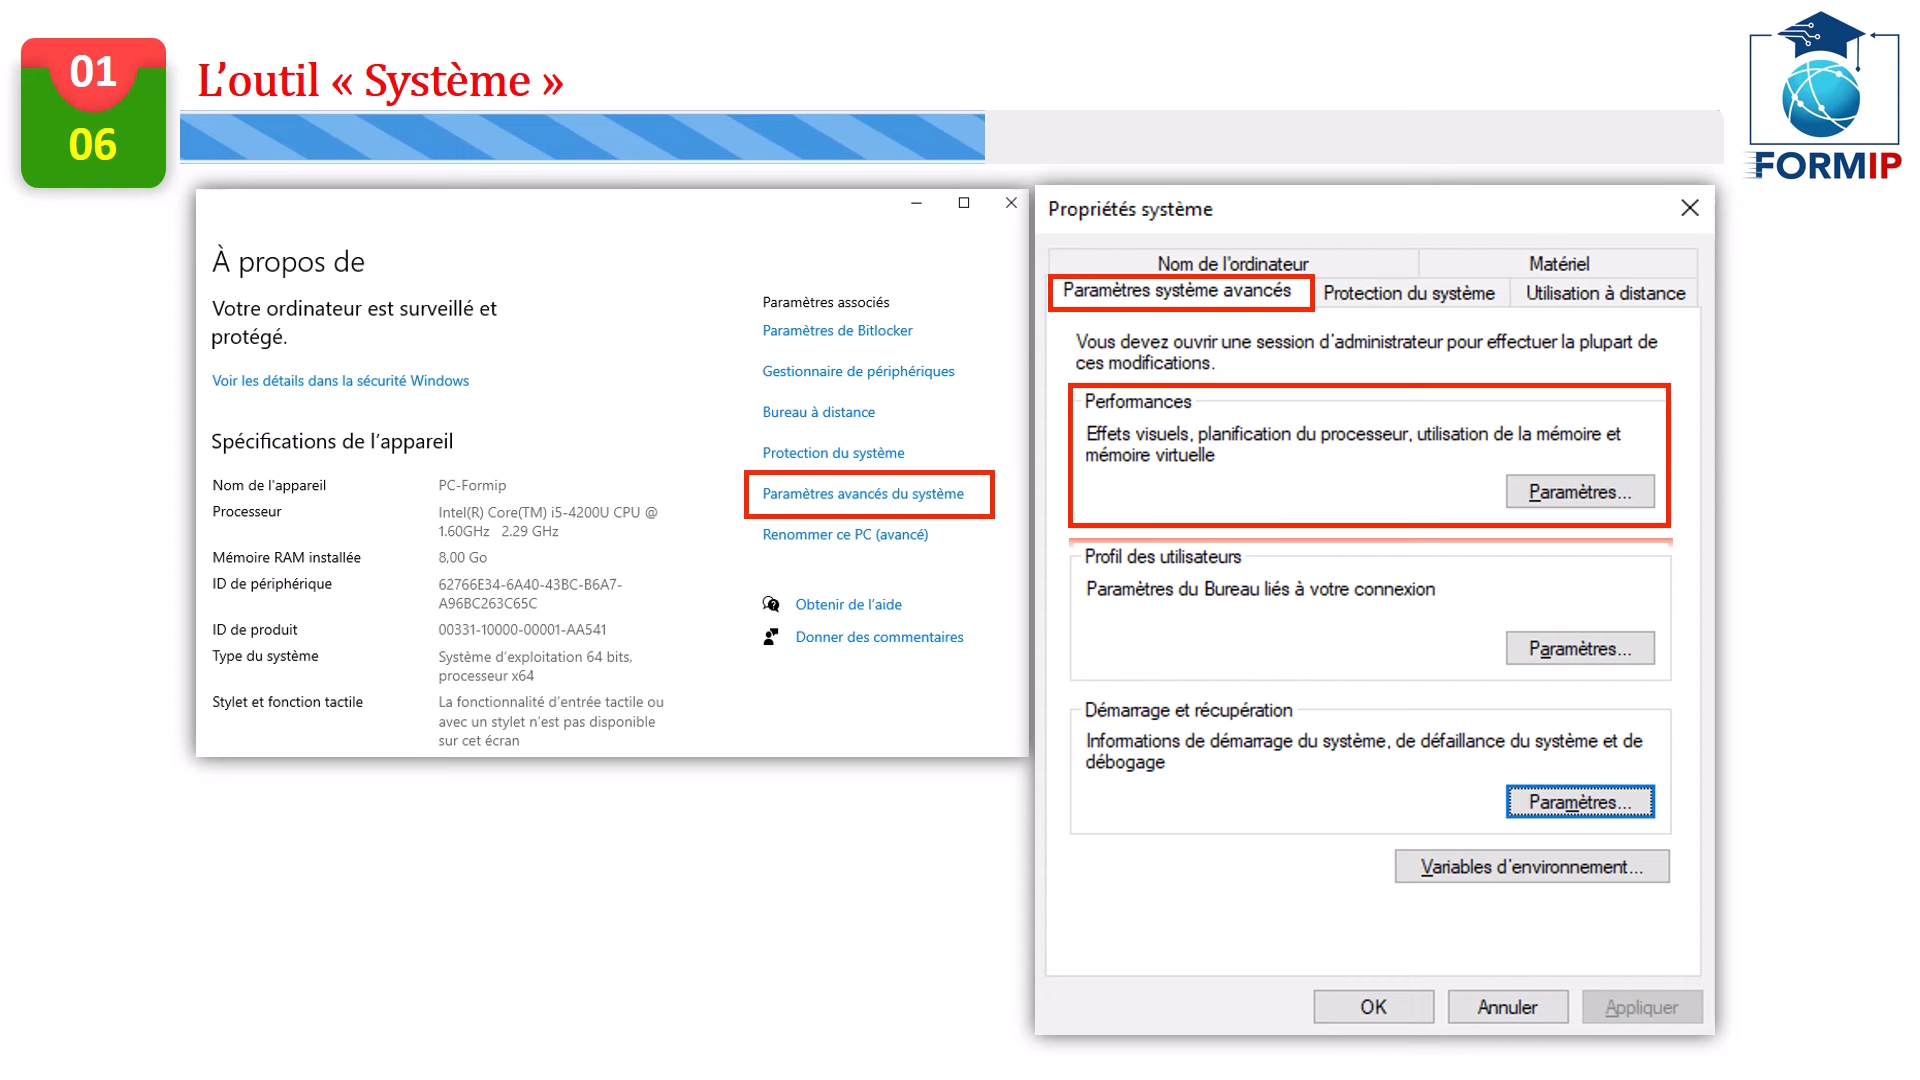 01
06
L’outil « Système »
FORMIP
À propos de
Votre ordinateur est surveillé et
protégé.
Voir les détails dans la sécurité Windows
Spécifications de l’appareil
Nom de l'appareil PC-Formip
Processeur Intel(R) Core(TM) i5-4200U CPU @
1.60GHz 2.29 GHz
Mémoire RAM installée 8,00 Go
ID de périphérique 62766E34-6A40-43BC-B6A7-
A96BC263C65C
ID de produit 00331-10000-00001-AA541
Type du système Système d’exploitation 64 bits,
processeur x64
Stylet et fonction tactile La fonctionnalité d’entrée tactile ou
avec un stylet n’est pas disponible
sur cet écran
Paramètres associés
Paramètres de Bitlocker
Gestionnaire de périphériques
Bureau à distance
Protection du système
Paramètres avancés du système
Renommer ce PC (avancé)
Obtenir de l’aide
Donner des commentaires
Propriétés système
Nom de l'ordinateur Matériel
Paramètres système avancés Protection du système Utilisation à distance
Vous devez ouvrir une session d’administrateur pour effectuer la plupart de
ces modifications.
Performances
Effets visuels, planification du processeur, utilisation de la mémoire et
mémoire virtuelle
Paramètres...
Profil des utilisateurs
Paramètres du Bureau liés à votre connexion
Paramètres...
Démarrage et récupération
Informations de démarrage du système, de défaillance du système et de
débogage
Paramètres...
Variables d’environnement...
OK Annuler Appliquer